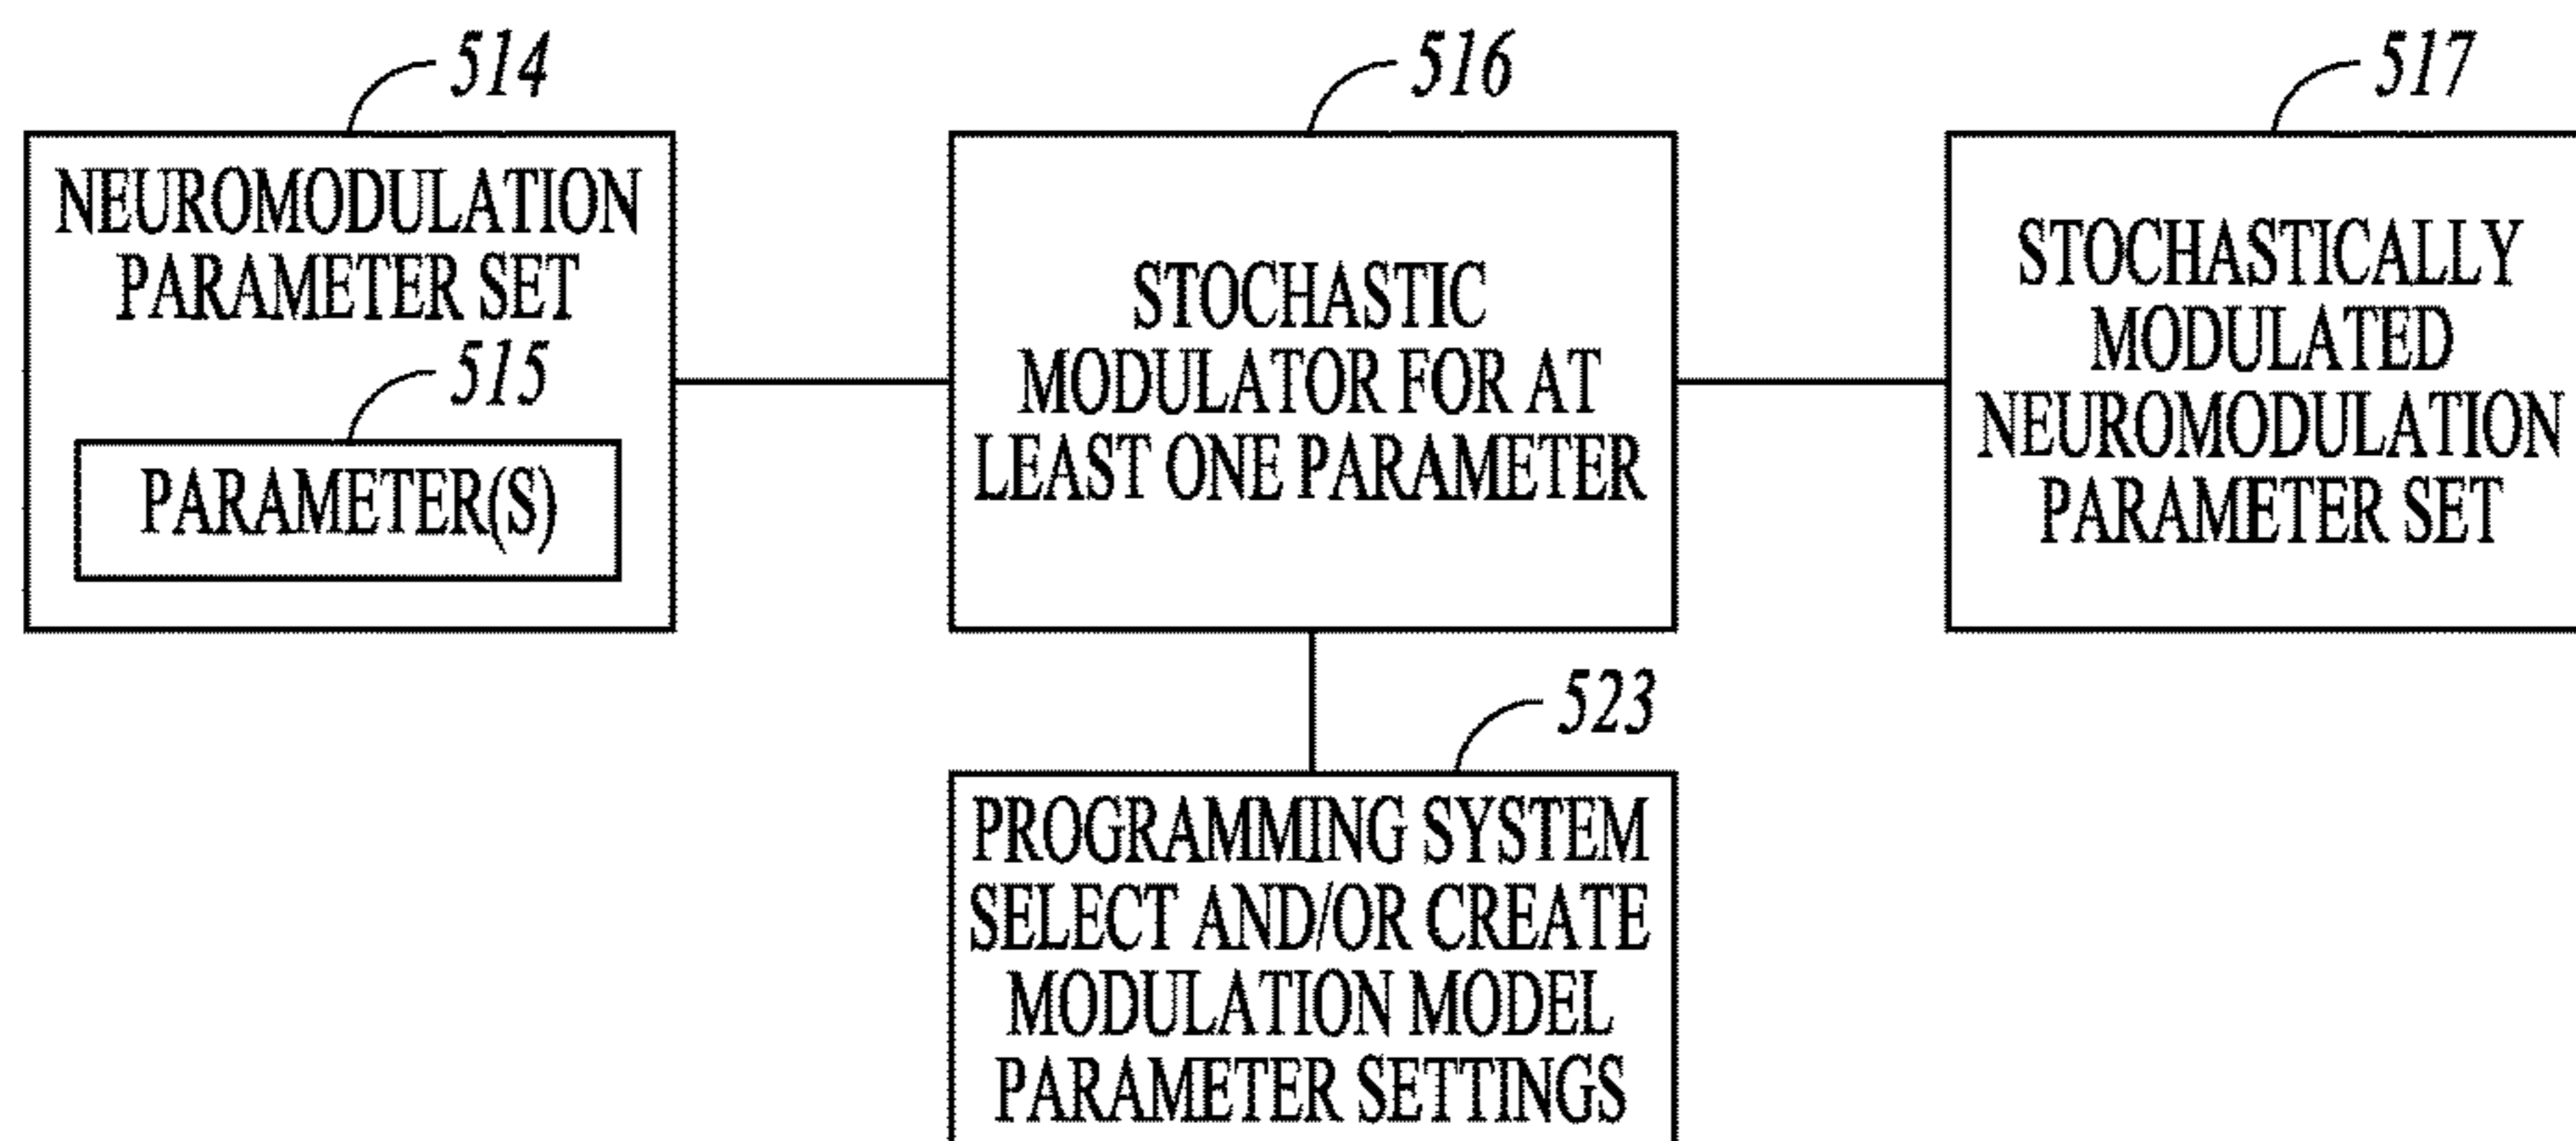 514
NEUROMODULATION
PARAMETER SET
515
PARAMETER(S)
516
STOCHASTIC
MODULATOR FOR AT
LEAST ONE PARAMETER
517
STOCHASTICALLY
MODULATED
NEUROMODULATION
PARAMETER SET
523
PROGRAMMING SYSTEM
SELECT AND/OR CREATE
MODULATION MODEL
PARAMETER SETTINGS